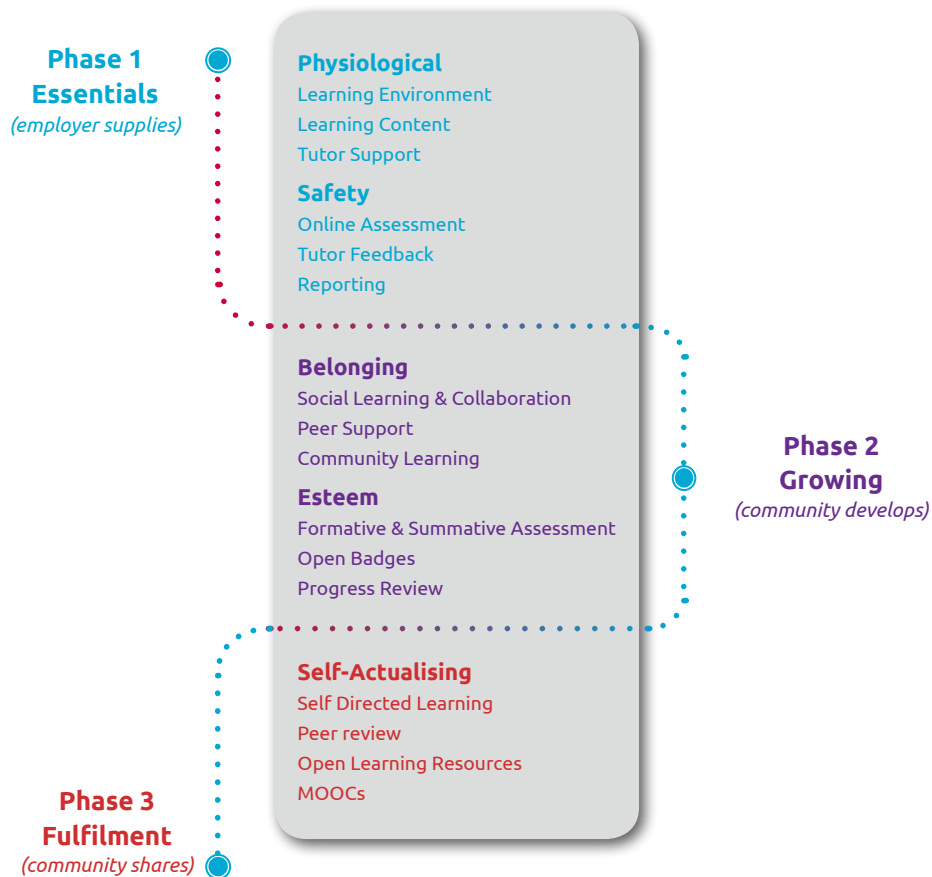 Phase 1
Essentials
(employer supplies)
Physiological
Learning Environment
Learning Content
Tutor Support
Safety
Online Assessment
Tutor Feedback
Reporting
Belonging
Social Learning & Collaboration
Peer Support
Community Learning
Esteem
Formative & Summative Assessment
Open Badges
Progress Review
Phase 2
Growing
(community develops)
Self-Actualising
Self Directed Learning
Peer review
Open Learning Resources
MOOCs
Phase 3
Fulfilment
(community shares)